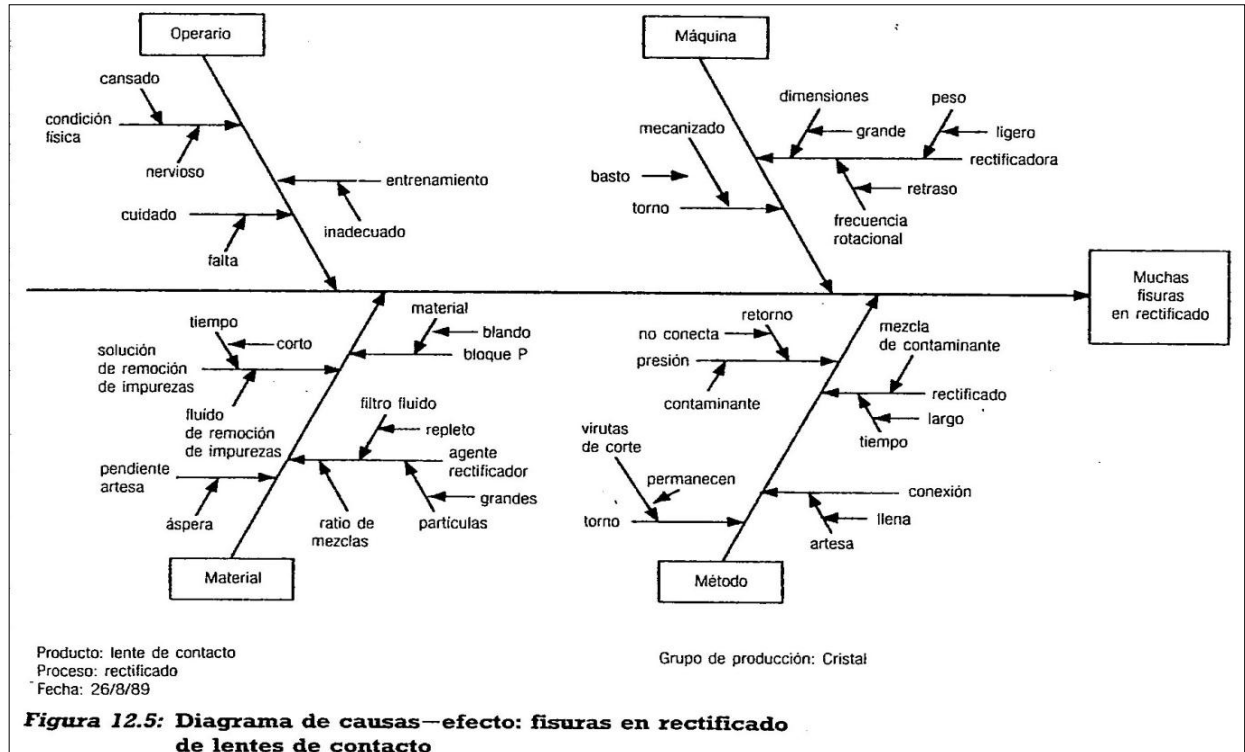 Operario
Máquina
cansado
condición
física
nervioso
entrenamiento
inadecuado
cuidado
falta
dimensiones
grande
peso
ligero
rectificadora
mecanizado
basto
torno
retraso
frecuencia
rotacional
Muchas
fisuras
en rectificado
tiempo
corto
solución
de remoción
de impurezas
fluído
de remoción
de impurezas
material
blando
bloque P
filtro fluído
repleto
agente
rectificador
grandes
partículas
ratio de
mezclas
pendiente
artesa
áspera
Material
retorno
no conecta
presión
contaminante
mezcla
de contaminante
rectificado
largo
tiempo
virutas
de corte
permanecen
torno
conexión
llena
artesa
Método
Producto: lente de contacto
Proceso: rectificado
Fecha: 26/8/89
Grupo de producción: Cristal
Figura 12.5: Diagrama de causas—efecto: fisuras en rectificado
de lentes de contacto